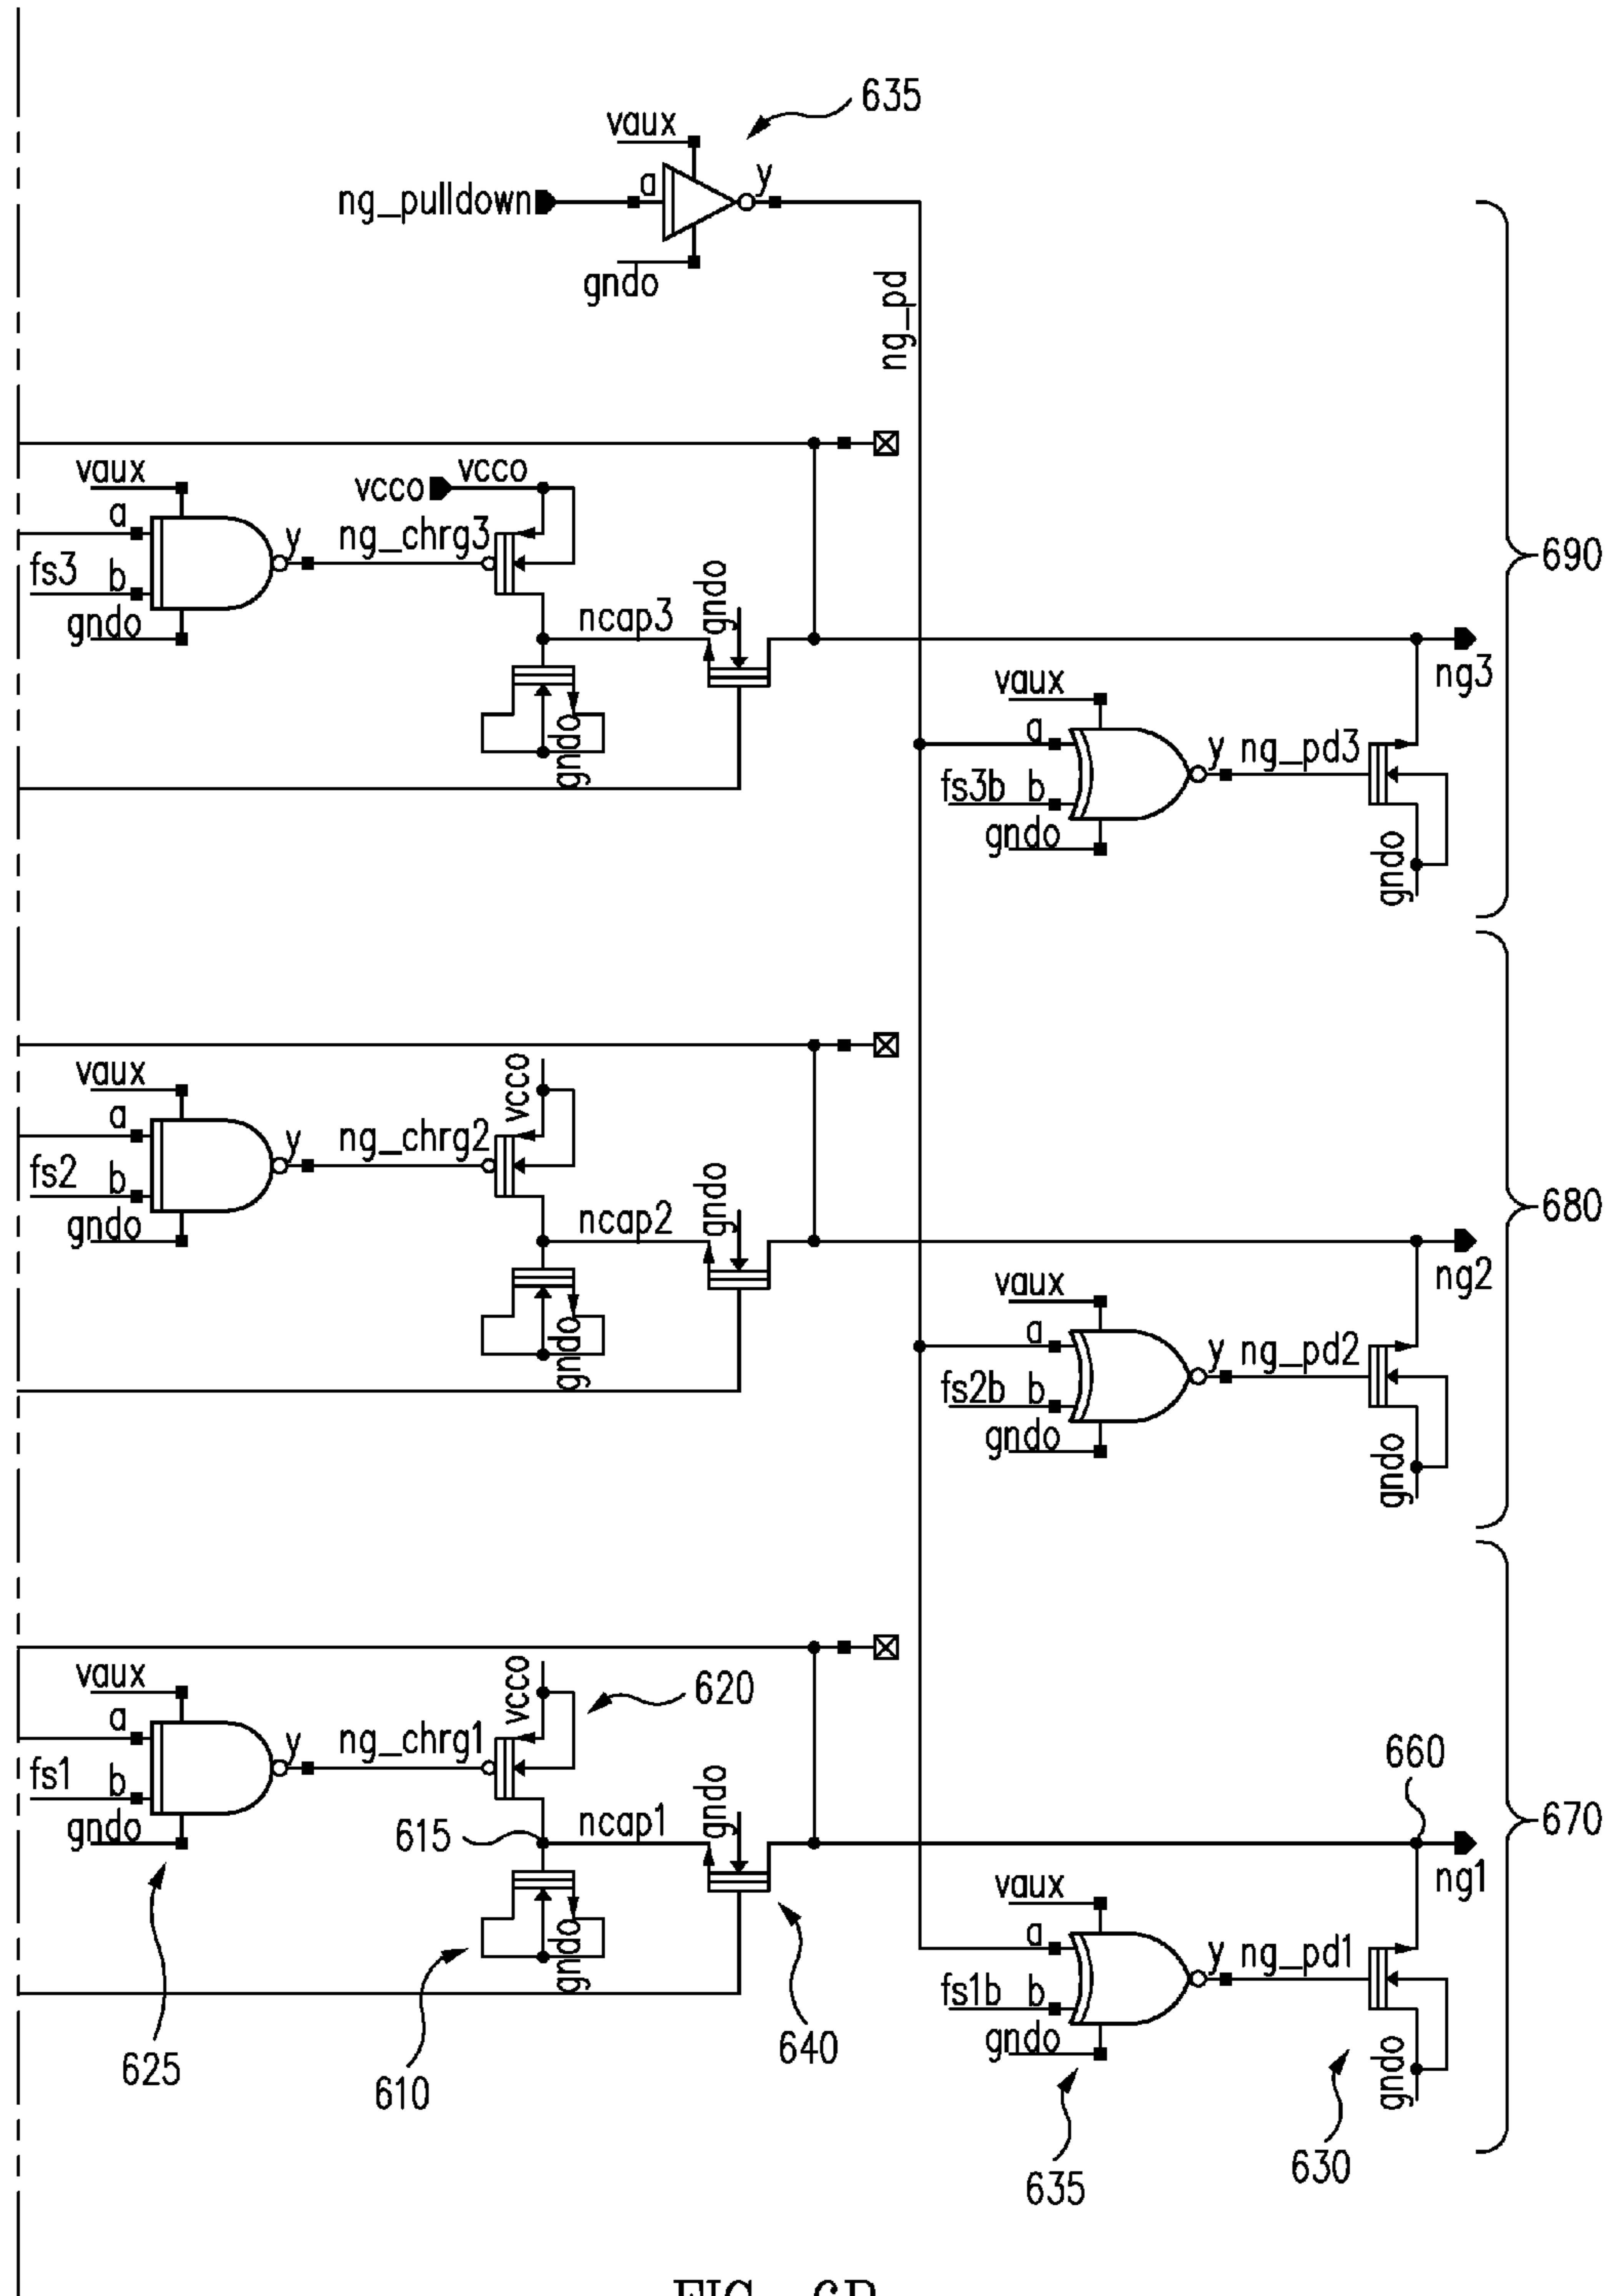 635
vaux
a
y
ng_pulldown
gndo
ng_pd
vaux
vcco
vcco
a
y
ng_chrg3
fs3
b
gndo
ncap3
gndo
gndo
ng3
690
vaux
a
y
ng_pd3
fs3b
b
gndo
gndo
vaux
vcco
a
y
ng_chrg2
fs2
b
gndo
ncap2
gndo
gndo
ng2
680
vaux
a
y
ng_pd2
fs2b
b
gndo
gndo
vaux
vcco
620
a
y
ng_chrg1
fs1
b
gndo
615
ncap1
gndo
gndo
660
ng1
670
vaux
a
y
ng_pd1
fs1b
b
gndo
gndo
625
610
640
635
630